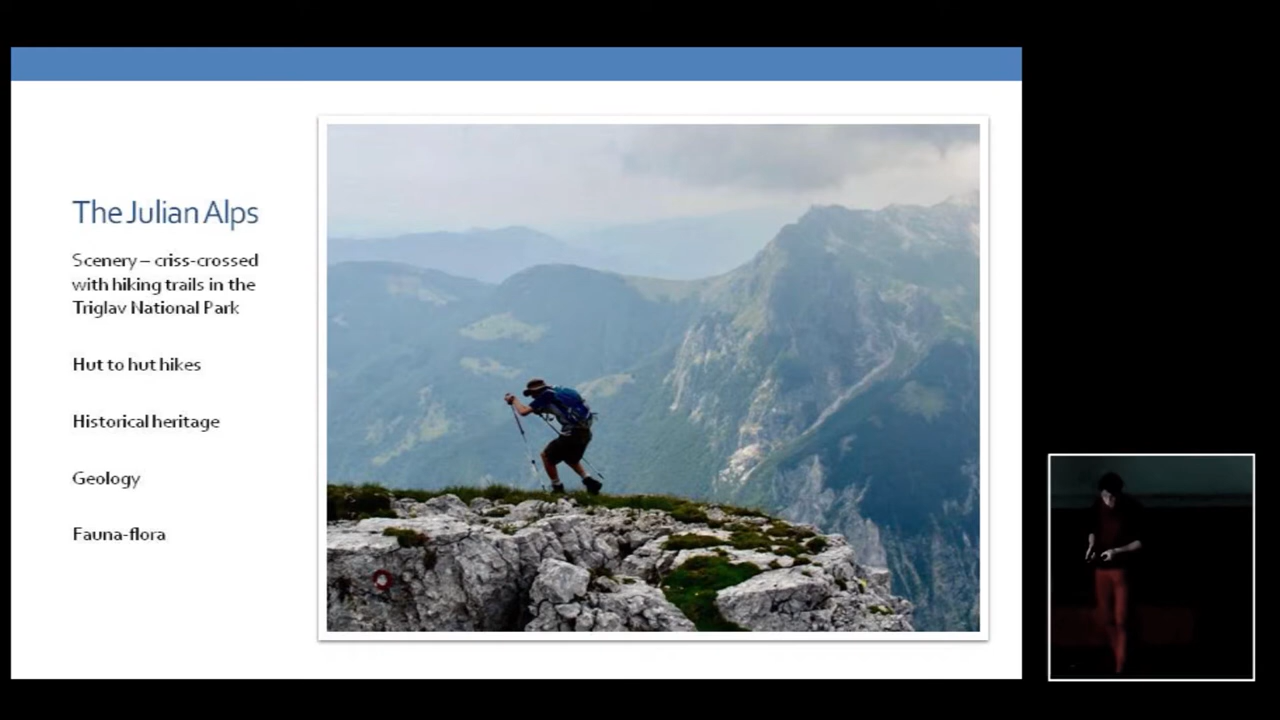 The Julian Alps
Scenery – criss-crossed
with hiking trails in the
Triglav National Park
Hut to hut hikes
Historical heritage
Geology
Fauna-flora